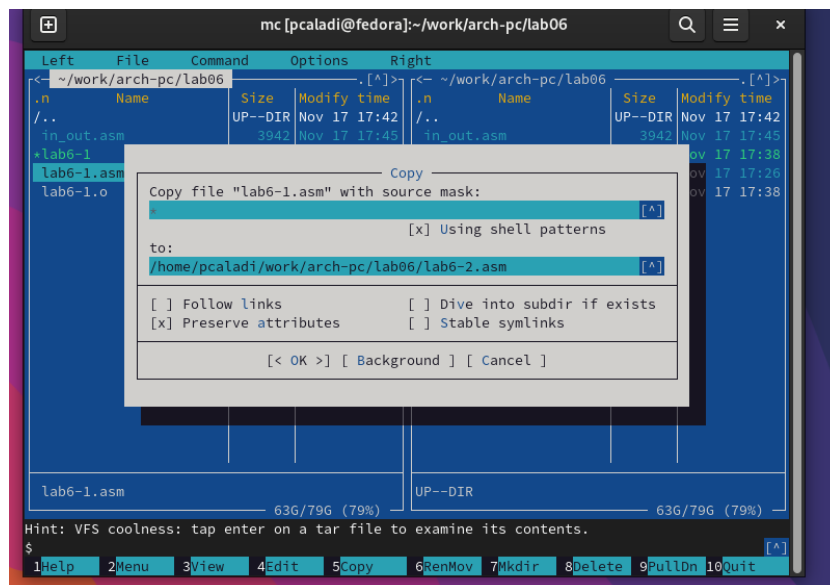 mc [pcaladi@fedora]:~/work/arch-pc/lab06
Left File Command Options Right
<— ~/work/arch-pc/lab06 .[^]> <— ~/work/arch-pc/lab06 .[^]>
.n Name Size Modify time .n Name Size Modify time
/.. UP--DIR Nov 17 17:42 /.. UP--DIR Nov 17 17:42
in_out.asm 3942 Nov 17 17:45 in_out.asm 3942 Nov 17 17:45
*lab6-1 ov 17 17:38
lab6-1.asm Copy ov 17 17:26
lab6-1.o Copy file "lab6-1.asm" with source mask: ov 17 17:38
* [^]
[x] Using shell patterns
to:
/home/pcaladi/work/arch-pc/lab06/lab6-2.asm [^]
[ ] Follow links [ ] Dive into subdir if exists
[x] Preserve attributes [ ] Stable symlinks
[< OK >] [ Background ] [ Cancel ]
lab6-1.asm UP--DIR
63G/79G (79%) 63G/79G (79%)
Hint: VFS coolness: tap enter on a tar file to examine its contents.
$ [^]
1Help 2Menu 3View 4Edit 5Copy 6RenMov 7Mkdir 8Delete 9PullDn 10Quit